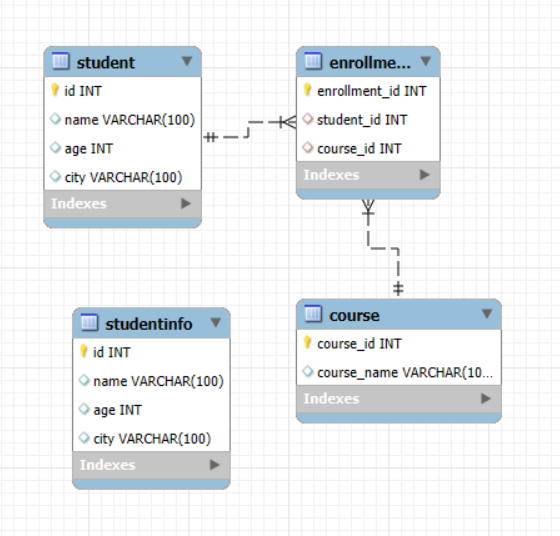 student
id INT
name VARCHAR(100)
age INT
city VARCHAR(100)
Indexes
enrollme...
enrollment_id INT
student_id INT
course_id INT
Indexes
studentinfo
id INT
name VARCHAR(100)
age INT
city VARCHAR(100)
Indexes
course
course_id INT
course_name VARCHAR(10...
Indexes